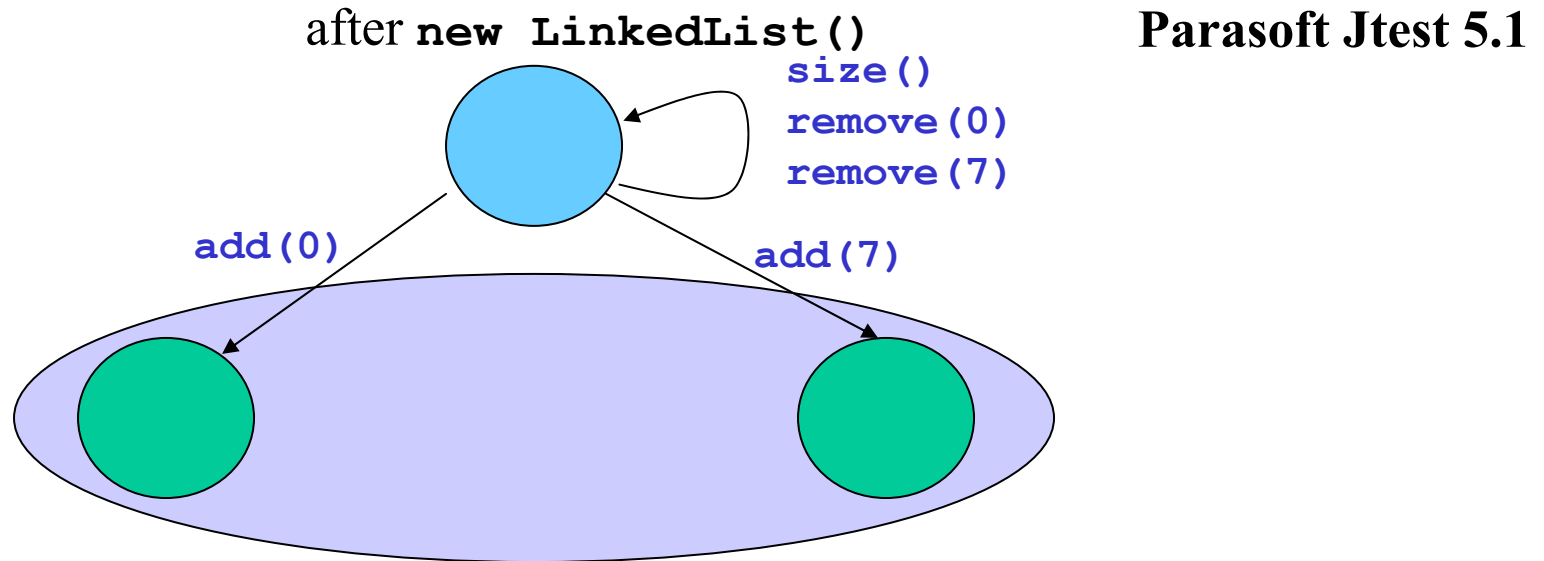 after new LinkedList()
Parasoft Jtest 5.1
size()
remove(0)
remove(7)
add(0)
add(7)